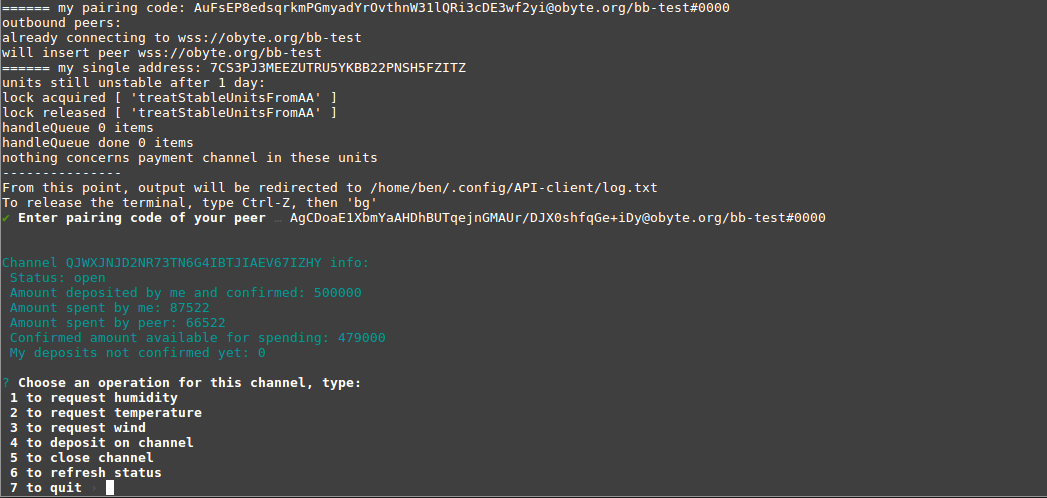 ====== my pairing code: AuFsEP8edsqrkmPGmyadYrOvthnW31lQRi3cDE3wf2yi@obyte.org/bb-test#0000
outbound peers:
already connecting to wss://obyte.org/bb-test
will insert peer wss://obyte.org/bb-test
====== my single address: 7CS3PJ3MEEZUTRU5YKBB22PNSH5FZITZ
units still unstable after 1 day:
lock acquired [ 'treatStableUnitsFromAA' ]
lock released [ 'treatStableUnitsFromAA' ]
handleQueue 0 items
handleQueue done 0 items
nothing concerns payment channel in these units
---------------
From this point, output will be redirected to /home/ben/.config/API-client/log.txt
To release the terminal, type Ctrl-Z, then 'bg'
✔ Enter pairing code of your peer … AgCDoaE1XbmYaAHDhBUTqejnGMAUr/DJX0shfqGe+iDy@obyte.org/bb-test#0000
Channel QJWXJNJD2NR73TN6G4IBTJIAEV67IZHY info:
Status: open
Amount deposited by me and confirmed: 500000
Amount spent by me: 87522
Amount spent by peer: 66522
Confirmed amount available for spending: 479000
My deposits not confirmed yet: 0
? Choose an operation for this channel, type:
1 to request humidity
2 to request temperature
3 to request wind
4 to deposit on channel
5 to close channel
6 to refresh status
7 to quit ›